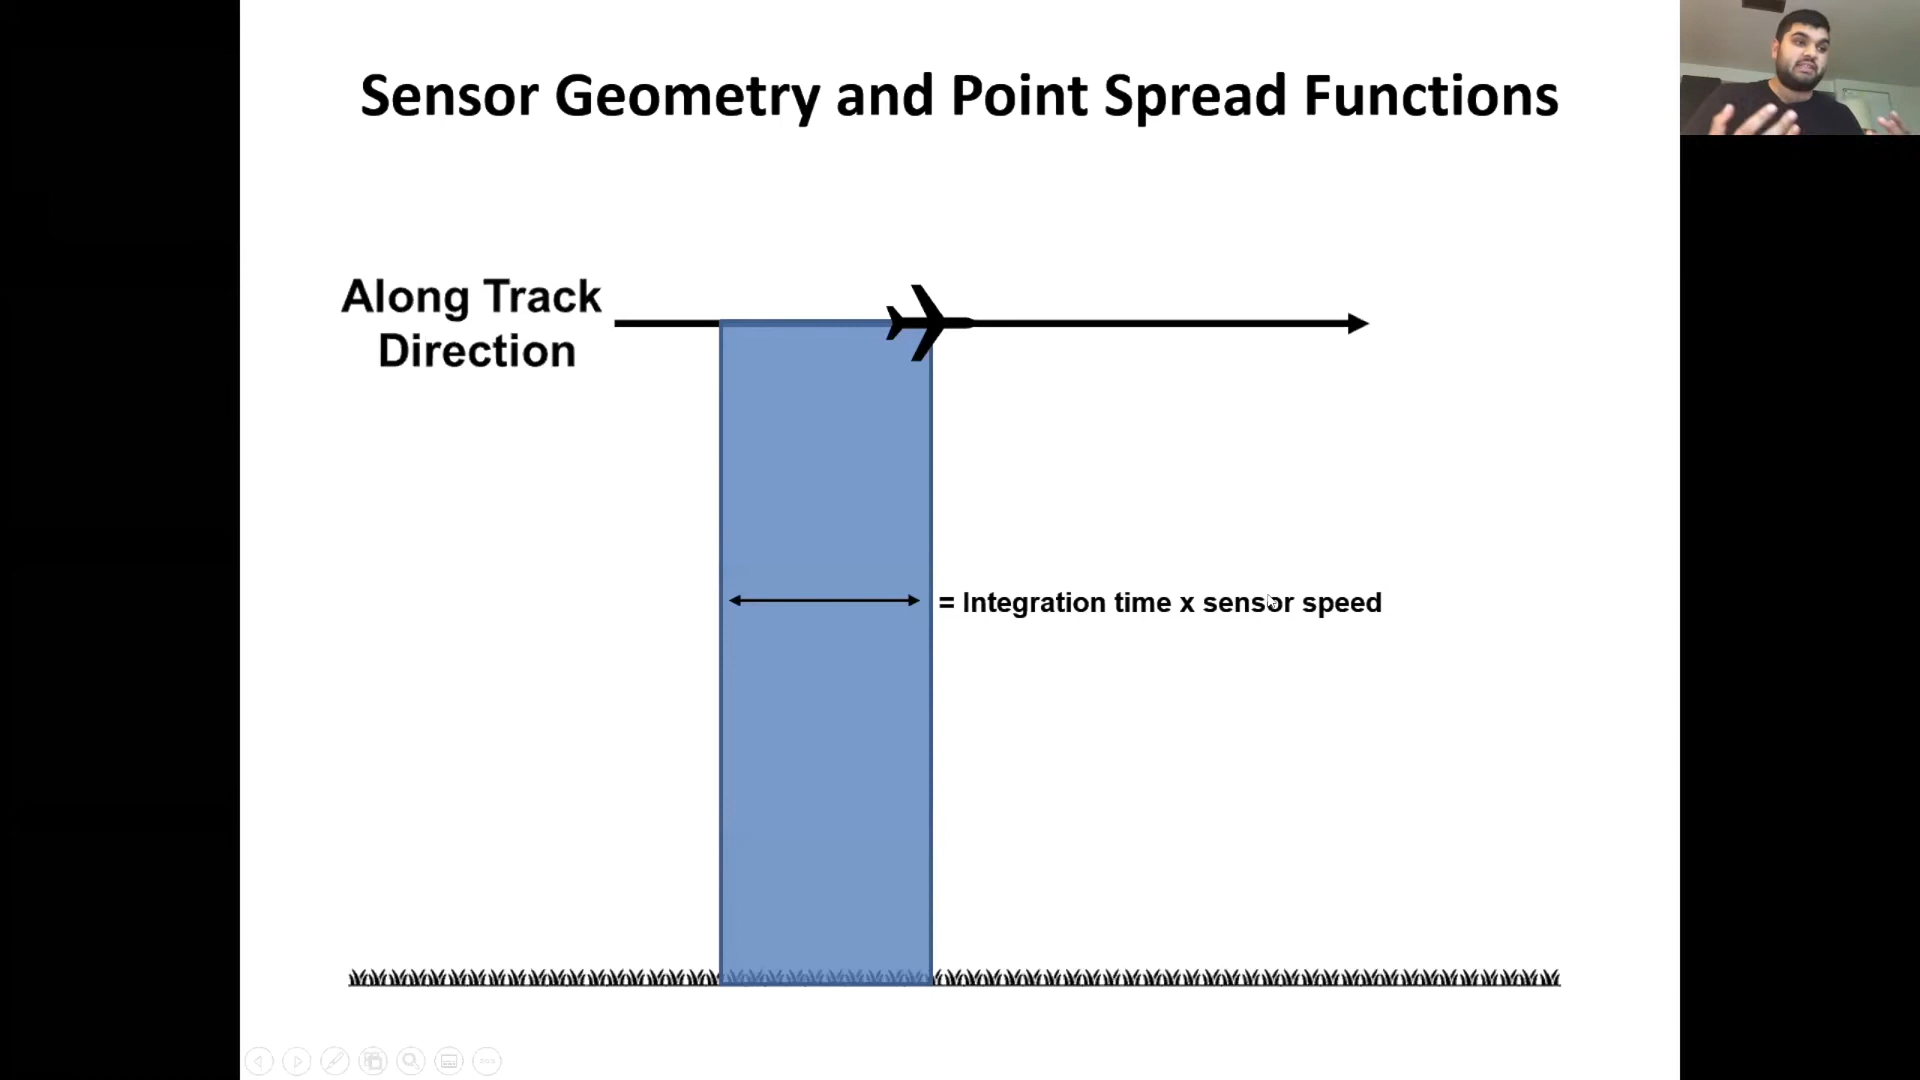 Sensor Geometry and Point Spread Functions
Along Track
Direction
= Integration time x sensor speed